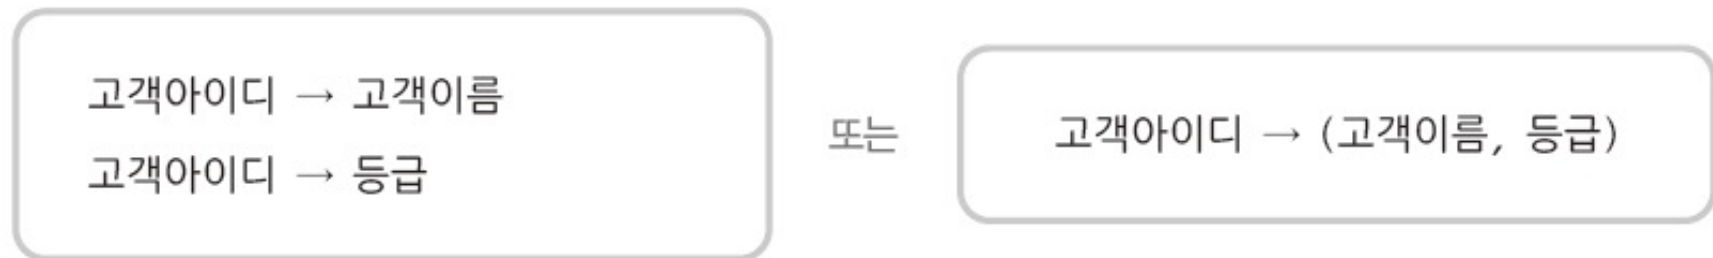 고객아이디 → 고객이름
고객아이디 → 등급
또는
고객아이디 → (고객이름, 등급)